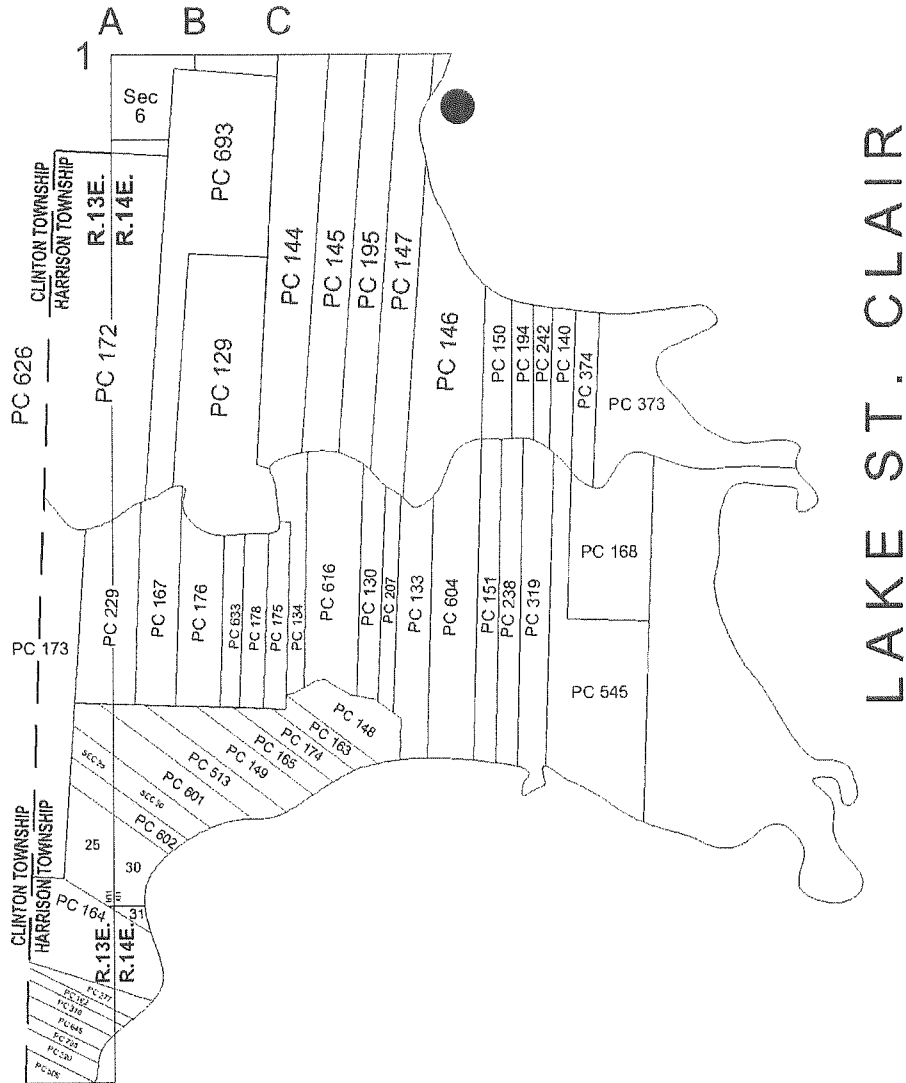 A B C
1
Sec
6
CLINTON TOWNSHIP
HARRISON TOWNSHIP
R.13E.
R.14E.
PC 693
PC 144
PC 145
PC 195
PC 147
PC 626
PC 172
PC 129
PC 146
PC 150
PC 194
PC 242
PC 140
PC 374
PC 373
LAKE ST. CLAIR
PC 173
PC 229
PC 167
PC 176
PC 633
PC 178
PC 175
PC 134
PC 616
PC 130
PC 207
PC 133
PC 604
PC 151
PC 238
PC 319
PC 168
PC 545
PC 148
PC 163
PC 174
PC 165
PC 149
PC 513
PC 601
PC 602
25
30
31
PC 164
CLINTON TOWNSHIP
HARRISON TOWNSHIP
R.13E.
R.14E.
PC 277
PC 310